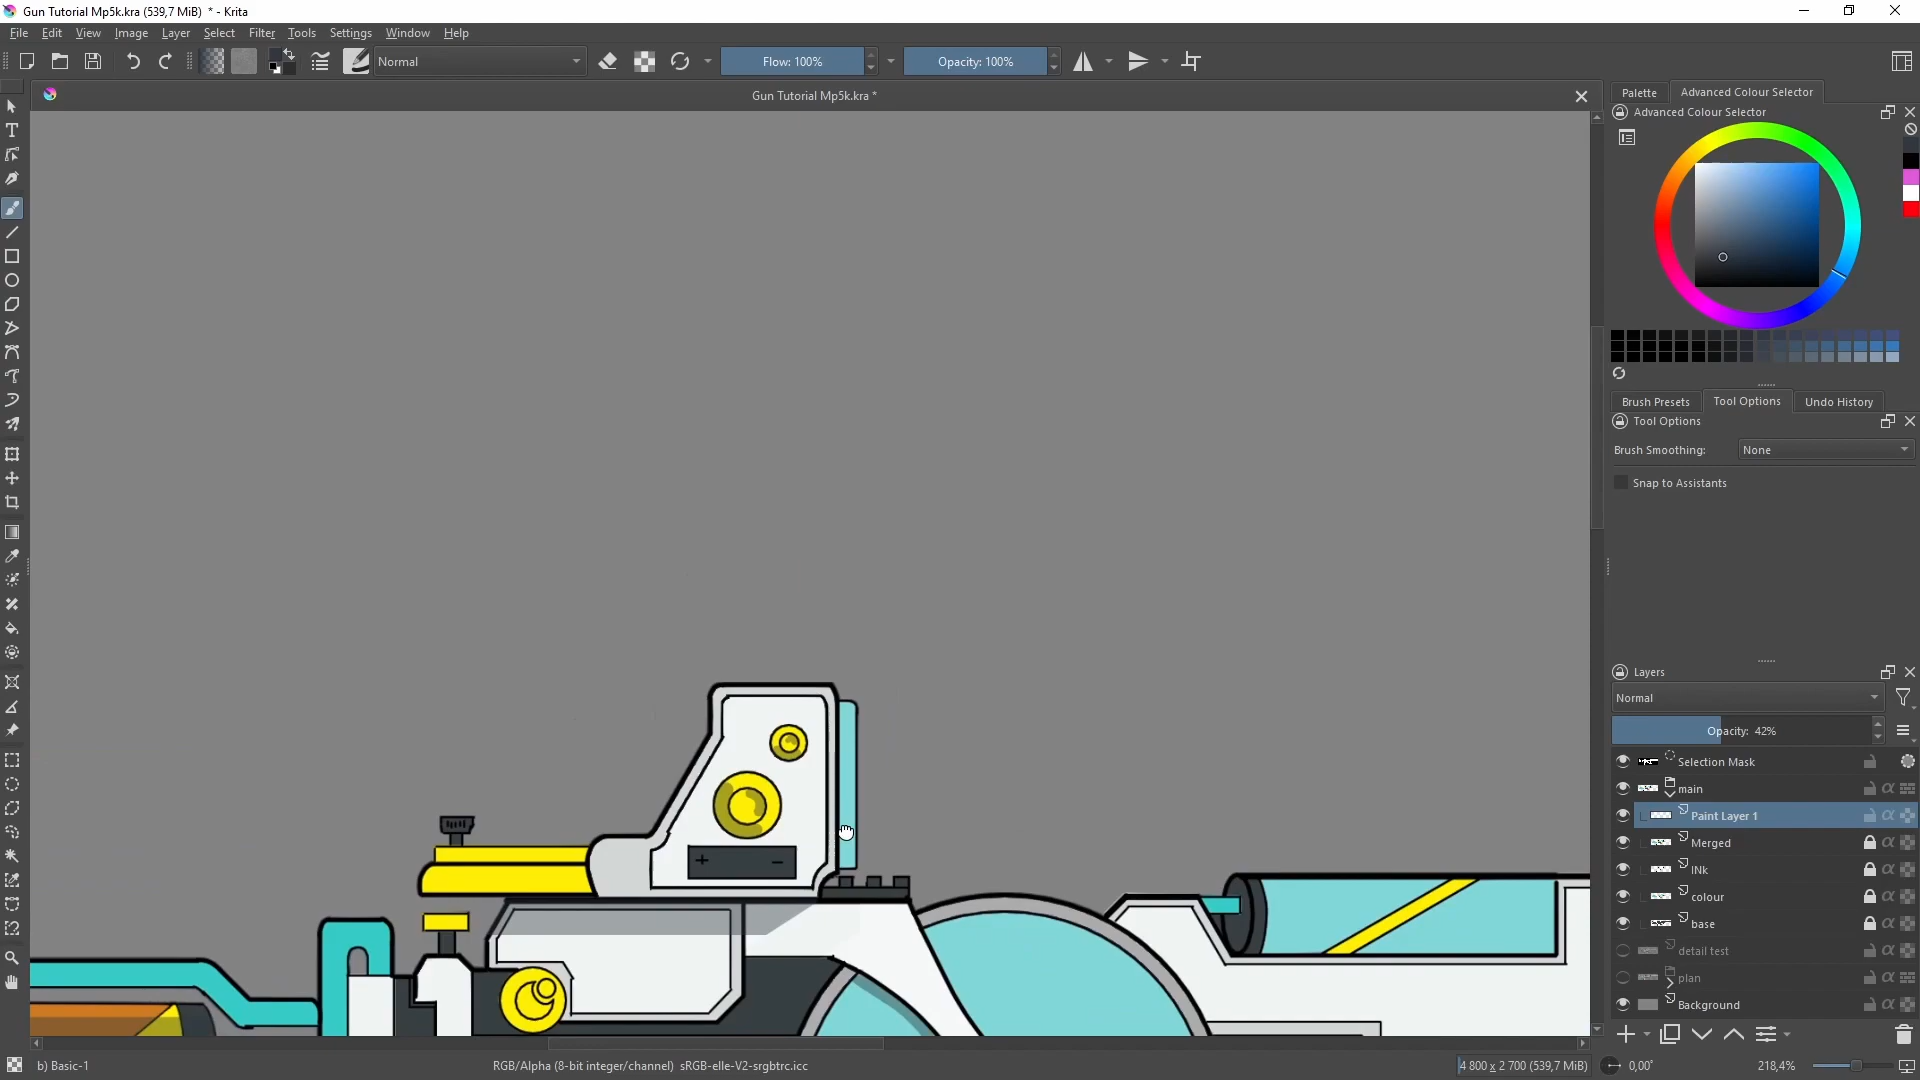 Gun Tutorial Mp5k.kra (539,7 MiB) * - Krita
File Edit View Image Layer Select Filter Tools Settings Window Help
Normal Flow: 100% Opacity: 100%
Gun Tutorial Mp5k.kra *
Palette Advanced Colour Selector
Advanced Colour Selector
Brush Presets Tool Options Undo History
Tool Options
Brush Smoothing: None
Snap to Assistants
Layers
Normal
Opacity: 42%
Selection Mask
main
Paint Layer 1
Merged
INk
colour
base
detail test
plan
Background
b) Basic-1 RGB/Alpha (8-bit integer/channel) sRGB-elle-V2-srgbtrc.icc 4 800 x 2 700 (539,7 MiB) 0,00° 218,4%